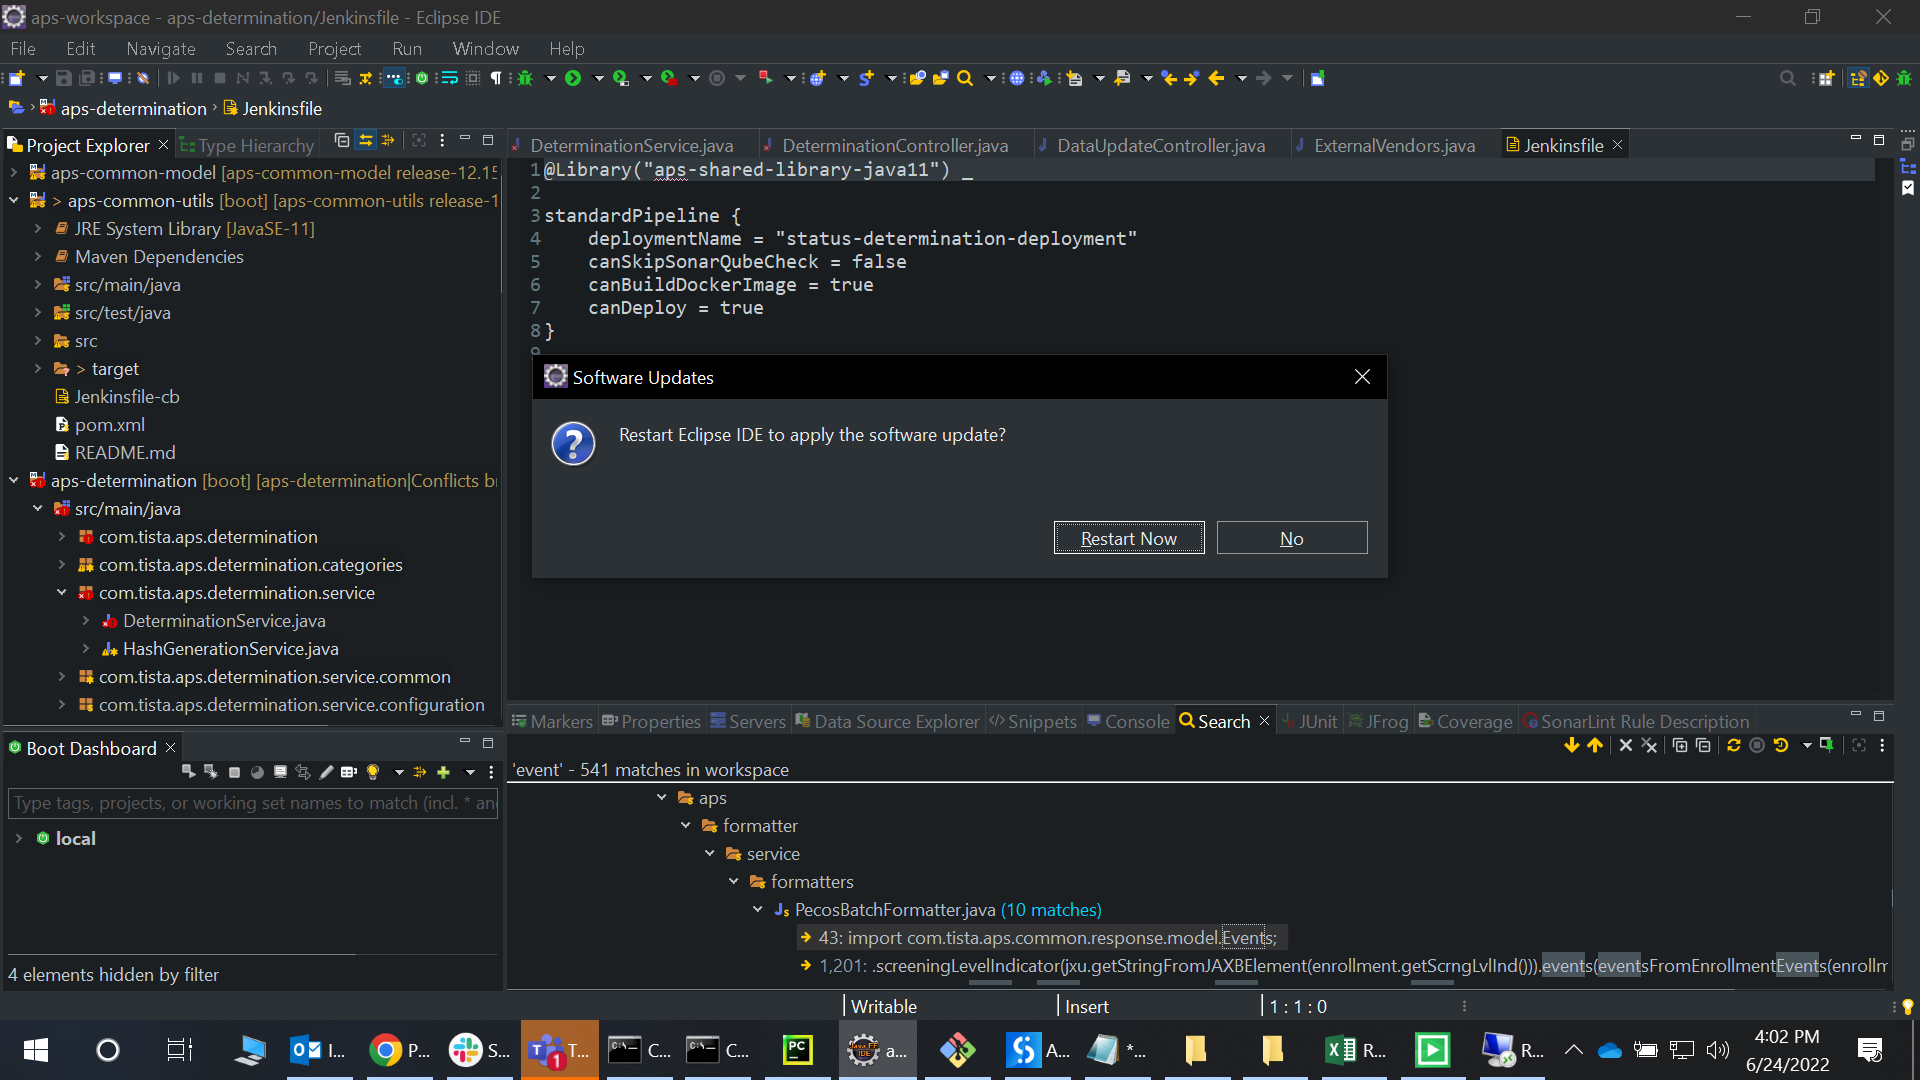 aps-workspace - aps-determination/Jenkinsfile - Eclipse IDE
File Edit Navigate Search Project Run Window Help
aps-determination Jenkinsfile
Project Explorer Type Hierarchy
aps-common-model [aps-common-model release-12.15
> aps-common-utils [boot] [aps-common-utils release-1
JRE System Library [JavaSE-11]
Maven Dependencies
src/main/java
src/test/java
src
> target
Jenkinsfile-cb
pom.xml
README.md
aps-determination [boot] [aps-determination|Conflicts
src/main/java
com.tista.aps.determination
com.tista.aps.determination.categories
com.tista.aps.determination.service
DeterminationService.java
HashGenerationService.java
com.tista.aps.determination.service.common
com.tista.aps.determination.service.configuration
Boot Dashboard
Type tags, projects, or working set names to match (incl. * an
local
4 elements hidden by filter
DeterminationService.java DeterminationController.java DataUpdateController.java ExternalVendors.java Jenkinsfile
1 @Library("aps-shared-library-java11") _
2
3 standardPipeline {
4     deploymentName = "status-determination-deployment"
5     canSkipSonarQubeCheck = false
6     canBuildDockerImage = true
7     canDeploy = true
8 }
9
Software Updates
Restart Eclipse IDE to apply the software update?
Restart Now No
Markers Properties Servers Data Source Explorer Snippets Console Search JUnit JFrog Coverage SonarLint Rule Description
'event' - 541 matches in workspace
aps
formatter
service
formatters
PecosBatchFormatter.java (10 matches)
43: import com.tista.aps.common.response.model.Events;
1,201: .screeningLevelIndicator(jxu.getStringFromJAXBElement(enrollment.getScrngLvlInd())).events(eventsFromEnrollmentEvents(enrollm
Writable Insert 1 : 1 : 0
I... P... S... T... 1 C... C... PC a... A... *... R... R... 4:02 PM
6/24/2022